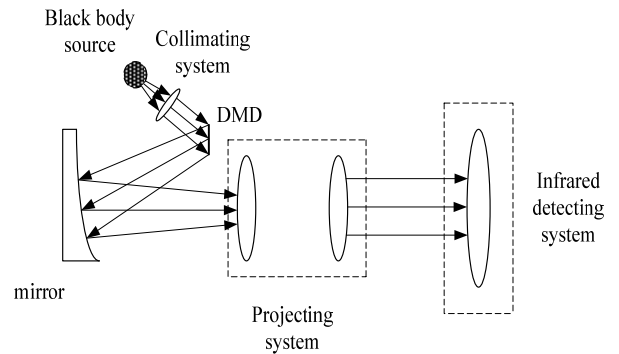 Black body
source
Collimating
system
DMD
Infrared
detecting
system
mirror
Projecting
system